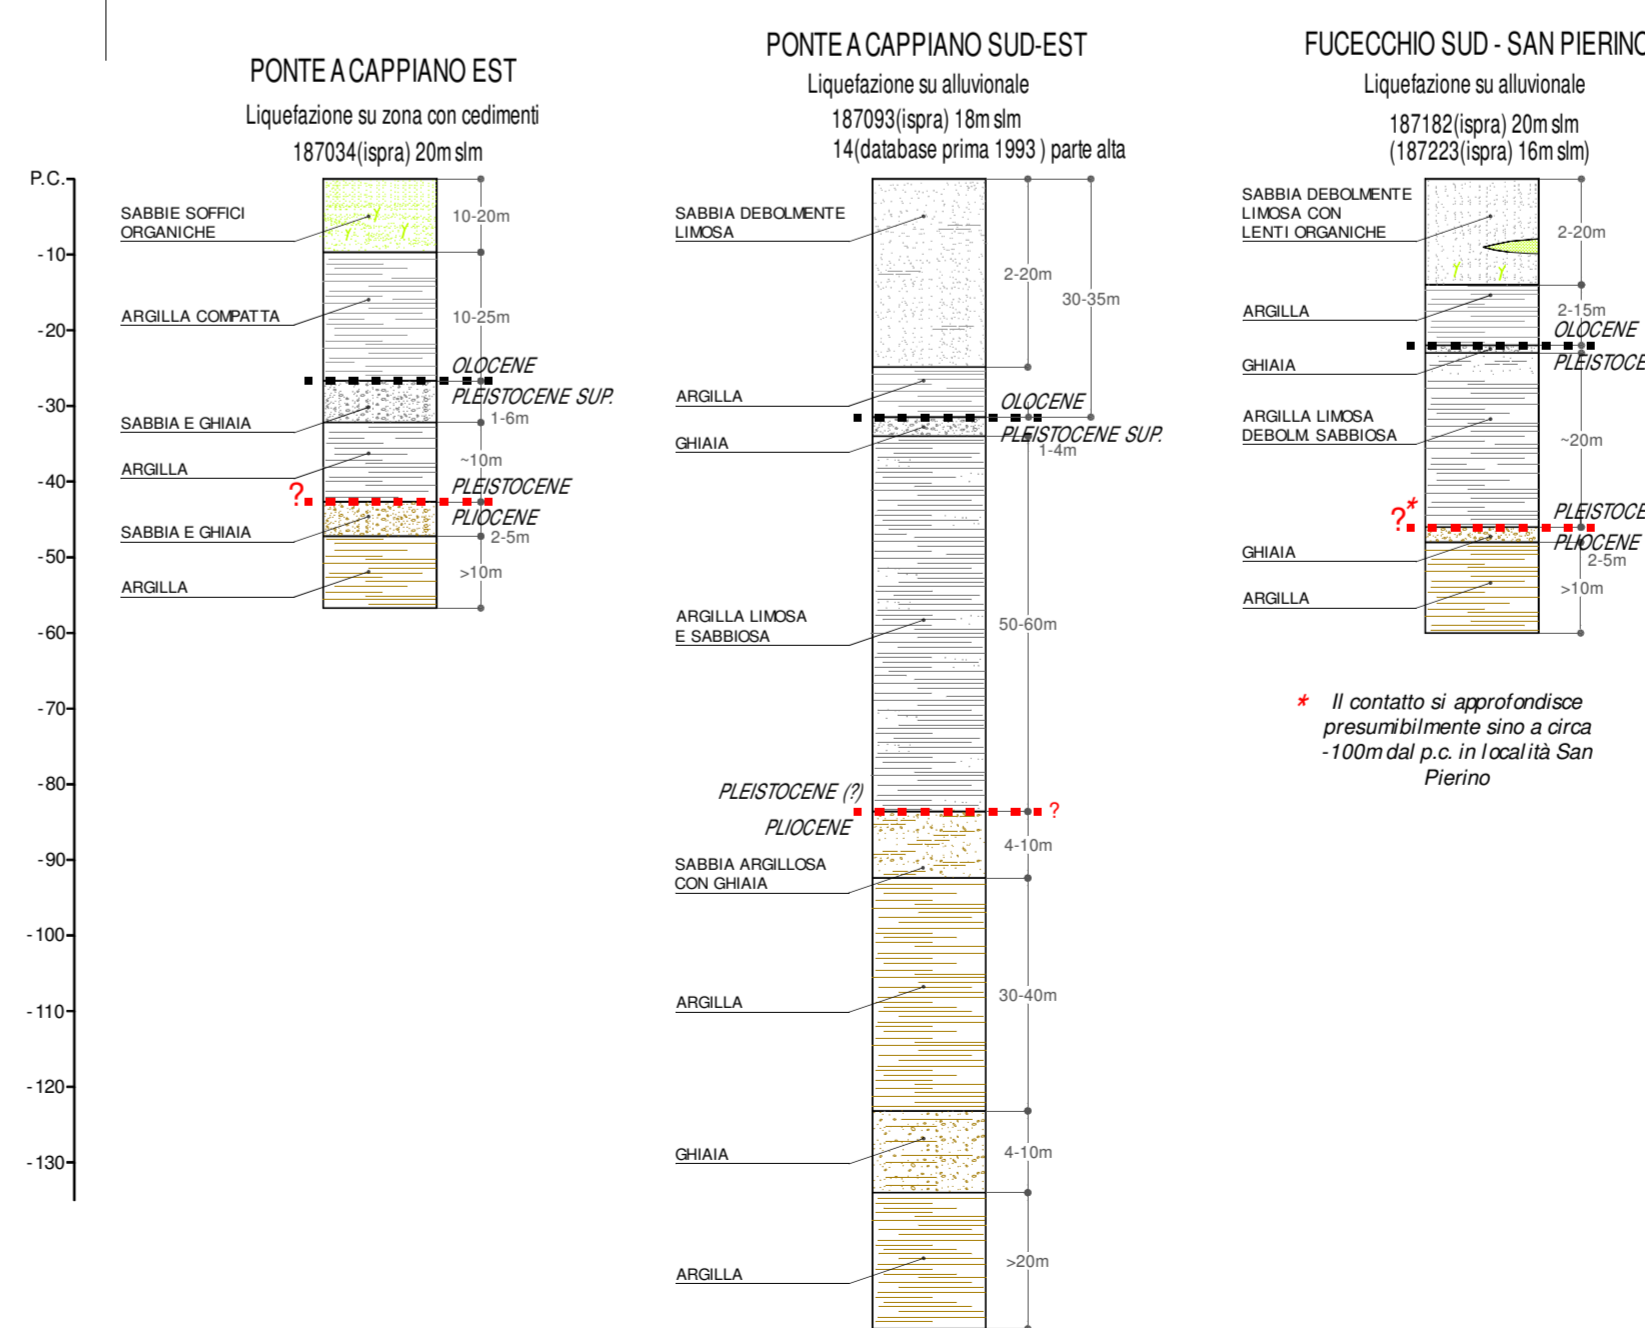 PONTE A CAPPIANO EST
Liquefazione su zona con cedimenti
187034(ispra) 20m slm
P.C.
-10
-20
-30
-40
-50
-60
-70
-80
-90
-100
-110
-120
-130
SABBIE SOFFICI
ORGANICHE
10-20m
ARGILLA COMPATTA
10-25m
OLOCENE
PLEISTOCENE SUP.
SABBIA E GHIAIA
1-6m
ARGILLA
~10m
?
PLEISTOCENE
PLIOCENE
SABBIA E GHIAIA
2-5m
ARGILLA
>10m
PONTE A CAPPIANO SUD-EST
Liquefazione su alluvionale
187093(ispra) 18m slm
14(database prima 1993 ) parte alta
SABBIA DEBOLMENTE
LIMOSA
2-20m
30-35m
ARGILLA
OLOCENE
PLEISTOCENE SUP.
GHIAIA
1-4m
ARGILLA LIMOSA
E SABBIOSA
50-60m
PLEISTOCENE (?)
?
PLIOCENE
4-10m
SABBIA ARGILLOSA
CON GHIAIA
ARGILLA
30-40m
GHIAIA
4-10m
ARGILLA
>20m
FUCECCHIO SUD - SAN PIERINO
Liquefazione su alluvionale
187182(ispra) 20m slm
(187223(ispra) 16m slm)
SABBIA DEBOLMENTE
LIMOSA CON
LENTI ORGANICHE
2-20m
ARGILLA
2-15m
OLOCENE
PLEISTOCE
GHIAIA
ARGILLA LIMOSA
DEBOLM. SABBIOSA
~20m
?*
PLEISTOCE
PLIOCENE
GHIAIA
2-5m
ARGILLA
>10m
* Il contatto si approfondisce
presumibilmente sino a circa
-100m dal p.c. in località San
Pierino